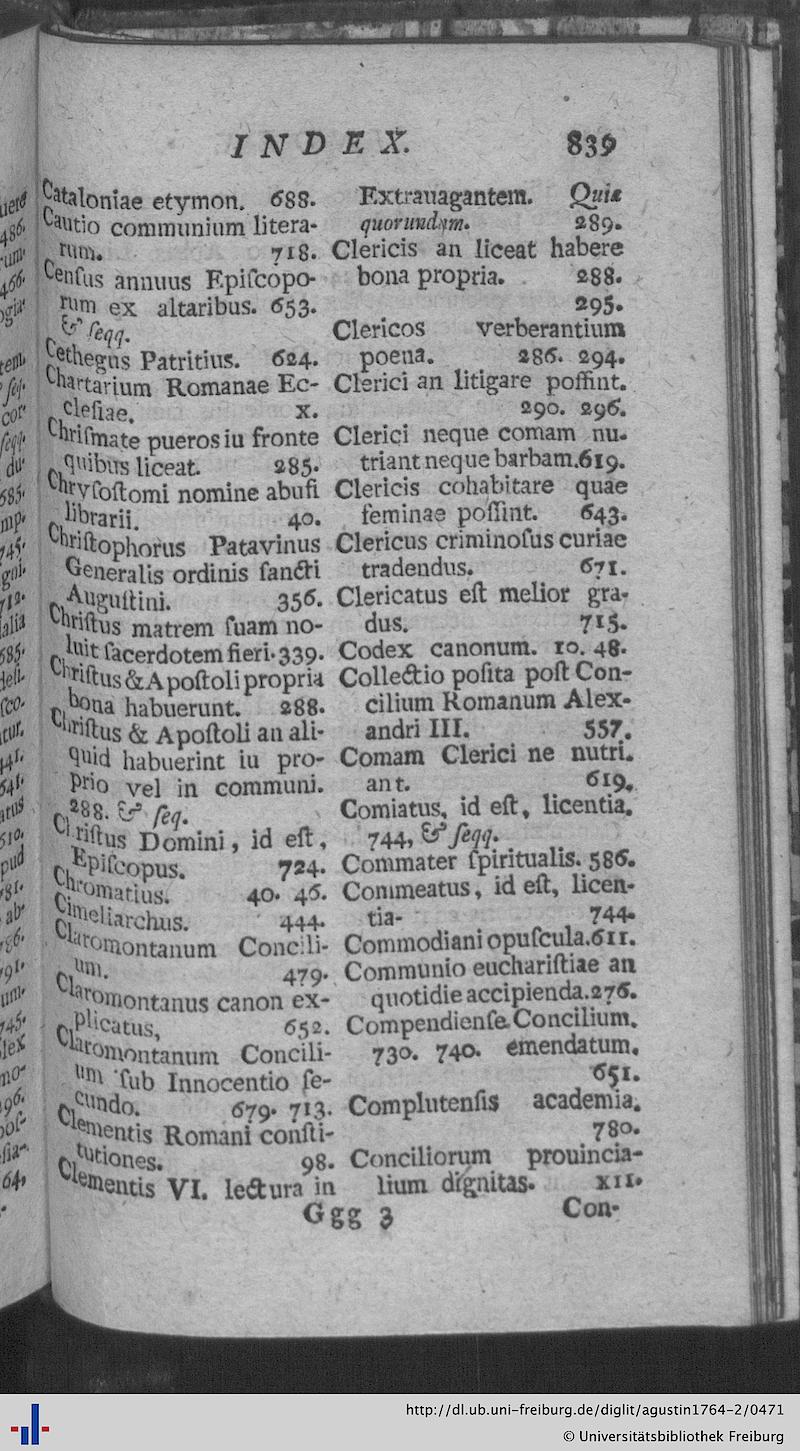 INDEX. 839
Cataloniae etymon. 688.
Cautio communium litera-
rum. 718.
Cenſus annuus Epiſcopo-
rum ex altaribus. 653.
& ſeqq.
Cethegus Patritius. 624.
Chartarium Romanae Ec-
cleſiae. x.
Chriſmate pueros iu fronte
quibus liceat. 285.
Chryſoſtomi nomine abuſi
librarii. 40.
Chriſtophorus Patavinus
Generalis ordinis ſancti
Auguſtini. 356.
Chriſtus matrem ſuam no-
luit ſacerdotem fieri. 339.
Chriſtus & Apoſtoli propria
bona habuerunt. 288.
Chriſtus & Apoſtoli an ali-
quid habuerint iu pro-
prio vel in communi.
288. & ſeq.
Chriſtus Domini, id eſt,
Epiſcopus. 724.
Chromatius. 40. 46.
Cimeliarchus. 444.
Claromontanum Concili-
um. 479.
Claromontanus canon ex-
plicatus, 652.
Claromontanum Concili-
um ſub Innocentio ſe-
cundo. 679. 713.
Clementis Romani conſti-
tutiones. 98.
Clementis VI. lectura in
Extrauagantem. Quia
quorundam. 289.
Clericis an liceat habere
bona propria. 288.
295.
Clericos verberantium
poena. 286. 294.
Clerici an litigare poſſint.
290. 296.
Clerici neque comam nu-
triant neque barbam. 619.
Clericis cohabitare quae
feminae poſſint. 643.
Clericus criminoſus curiae
tradendus. 671.
Clericatus eſt melior gra-
dus. 715.
Codex canonum. 10. 48.
Collectio poſita poſt Con-
cilium Romanum Alex-
andri III. 557.
Comam Clerici ne nutri.
ant. 619.
Comiatus, id eſt, licentia.
744, & ſeqq.
Commater ſpiritualis. 586.
Commeatus, id eſt, licen-
tia- 744.
Commodiani opuſcula. 611.
Communio euchariſtiae an
quotidie accipienda. 276.
Compendienſe Concilium.
730. 740. emendatum.
651.
Complutenſis academia.
780.
Conciliorum prouincia-
lium dignitas. XII.
Ggg 3 Con-
486.
466.
685.
745.
712.
685.
http://dl.ub.uni-freiburg.de/diglit/agustin1764-2/0471
© Universitätsbibliothek Freiburg